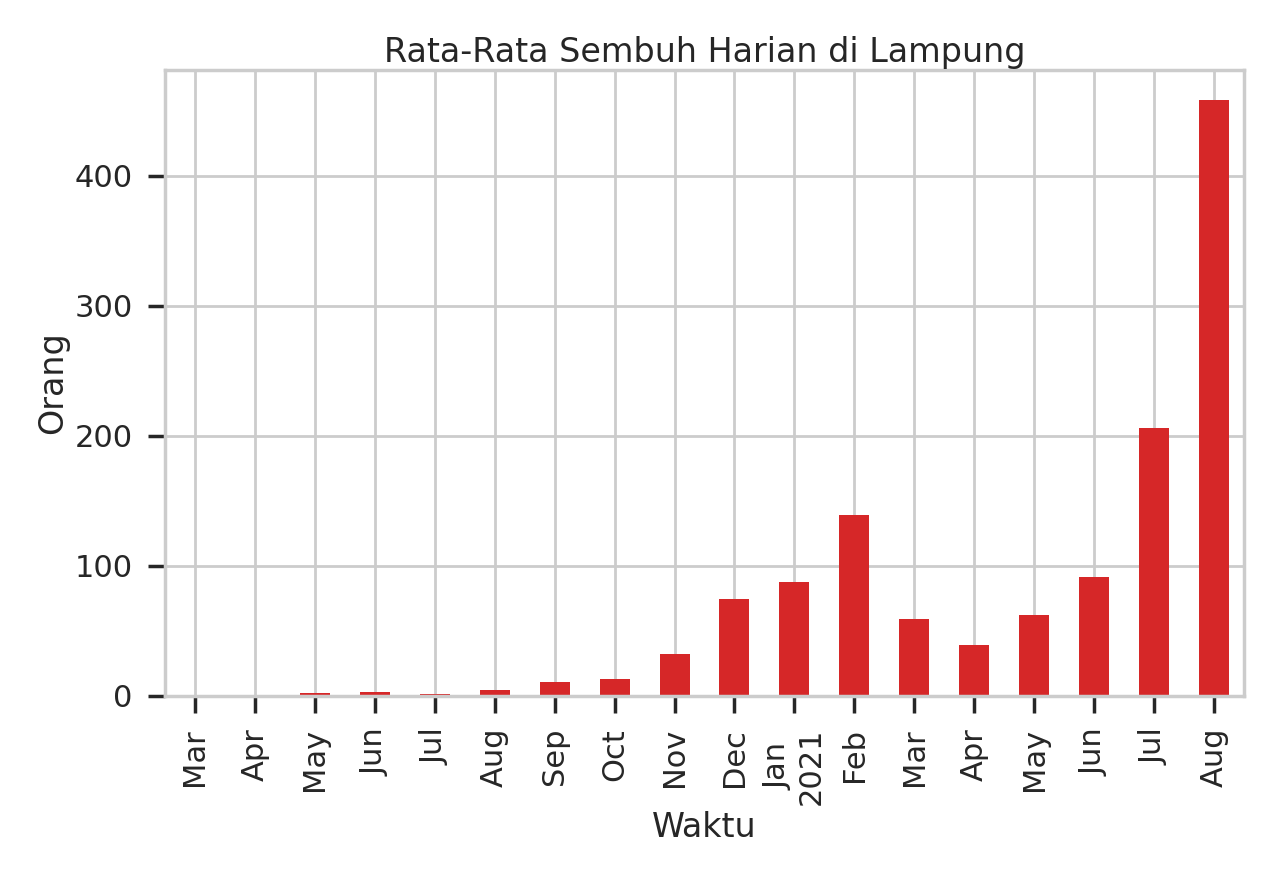 Rata-Rata Sembuh Harian di Lampung
Orang
400
300
200
100
0
Mar
Apr
May
Jun
Jul
Aug
Sep
Oct
Nov
Dec
Jan
2021
Feb
Mar
Apr
May
Jun
Jul
Aug
Waktu